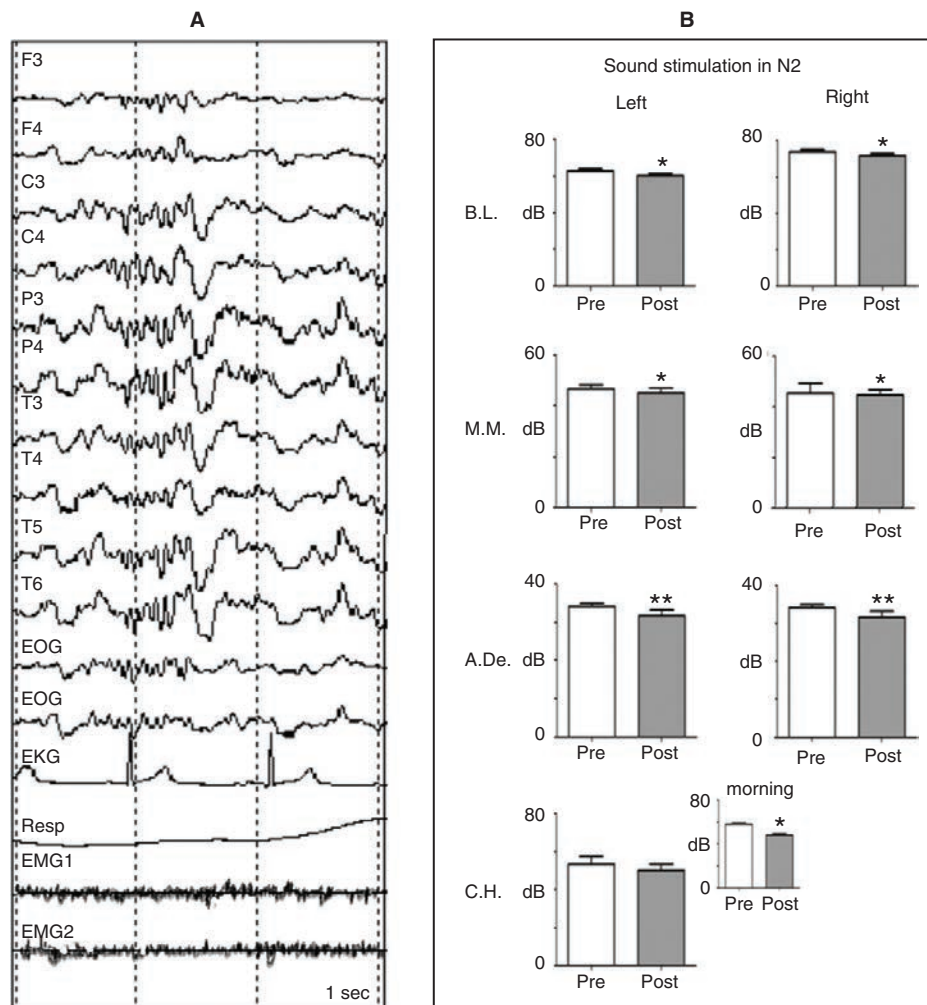 A
F3
F4
C3
C4
P3
P4
T3
T4
T5
T6
EOG
EOG
EKG
Resp
EMG1
EMG2
1 sec
B
Sound stimulation in N2
Left
Right
B.L.
80
dB
0
*
Pre Post
80
dB
0
*
Pre Post
M.M.
60
dB
0
*
Pre Post
60
dB
0
*
Pre Post
A.De.
40
dB
0
**
Pre Post
40
dB
0
**
Pre Post
C.H.
80
dB
0
Pre Post
morning
80
dB
0
*
Pre Post